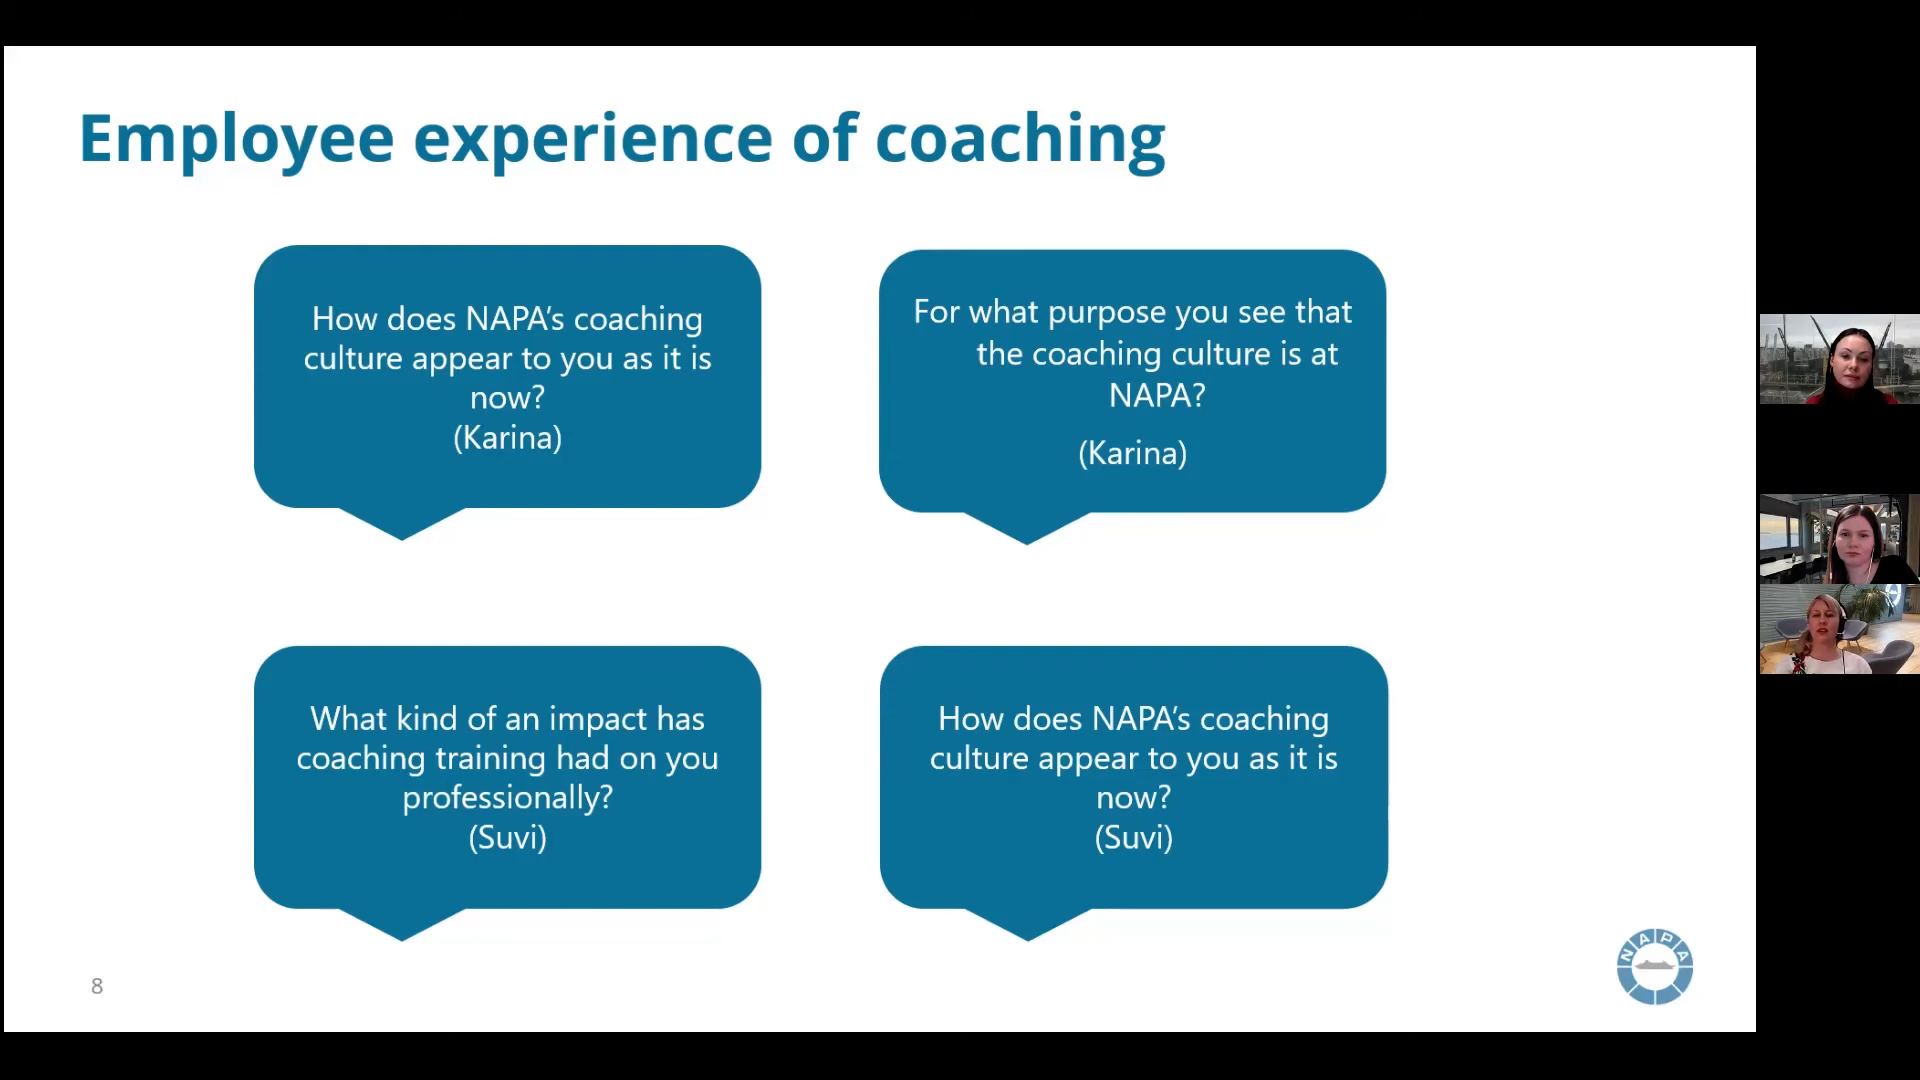 Employee experience of coaching
How does NAPA’s coaching
culture appear to you as it is
now?
(Karina)
For what purpose you see that
the coaching culture is at
NAPA?
(Karina)
What kind of an impact has
coaching training had on you
professionally?
(Suvi)
How does NAPA’s coaching
culture appear to you as it is
now?
(Suvi)
8
NAPA